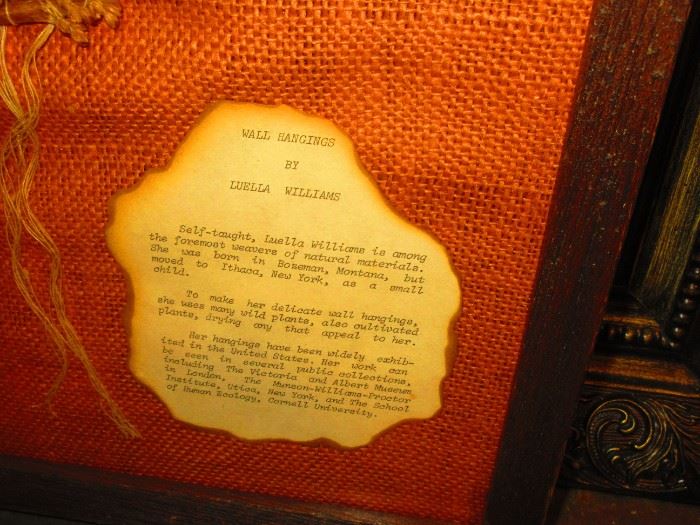 WALL HANGINGS
BY
LUELLA WILLIAMS
Self-taught, Luella Williams is among
the foremost weavers of natural materials.
She was born in Bozeman, Montana, but
moved to Ithaca, New York, as a small
child.
To make her delicate wall hangings,
she uses many wild plants, also cultivated
plants, drying any that appeal to her.
Her hangings have been widely exhib-
ited in the United States. Her work can
be seen in several public collections,
including The Victoria and Albert Museum
in London, The Munson-Williams-Proctor
Institute, Utica, New York, and The School
of Human Ecology, Cornell University.